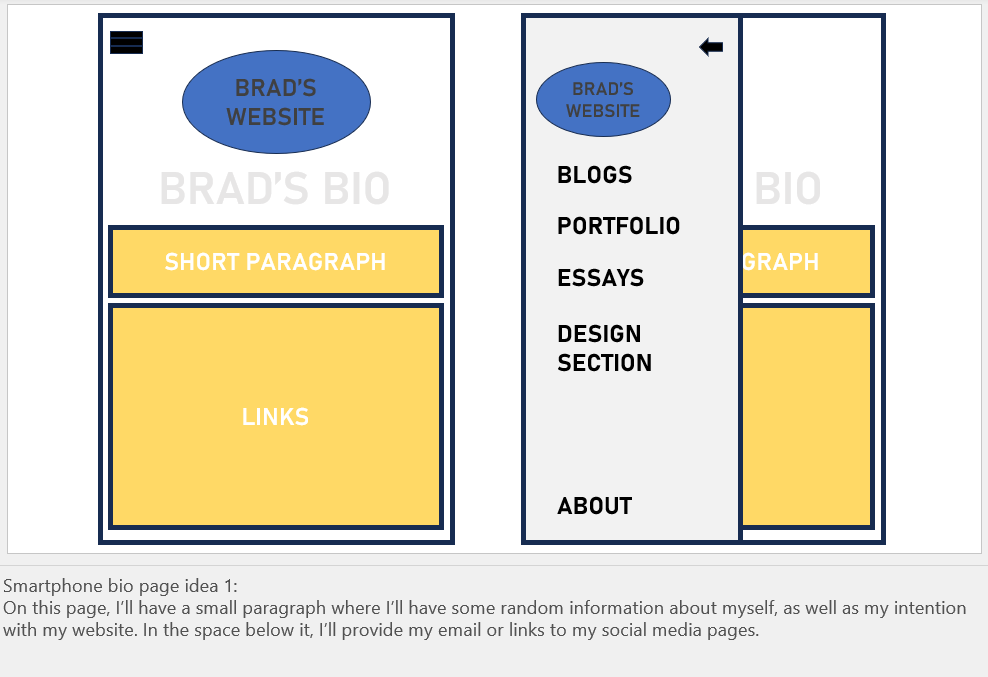 BRAD'S
WEBSITE
BRAD'S BIO
SHORT PARAGRAPH
LINKS
BRAD'S
WEBSITE
BLOGS
PORTFOLIO
ESSAYS
DESIGN
SECTION
ABOUT
BIO
GRAPH
Smartphone bio page idea 1:
On this page, I'll have a small paragraph where I'll have some random information about myself, as well as my intention
with my website. In the space below it, I'll provide my email or links to my social media pages.